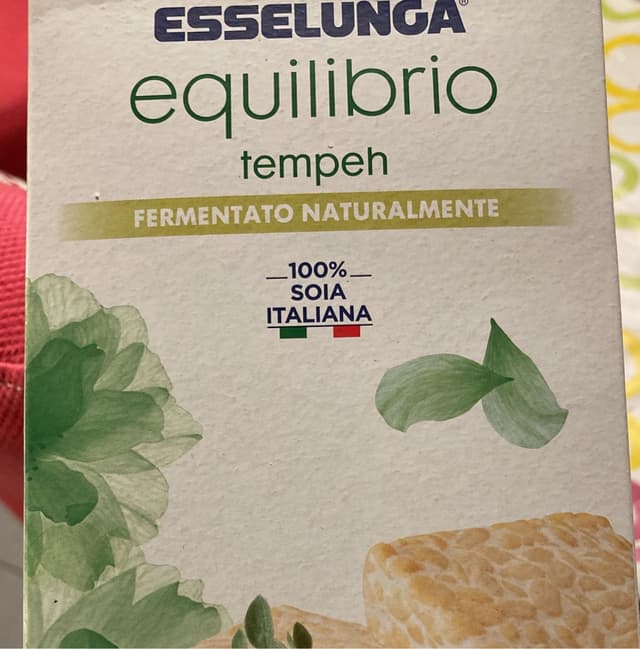 ESSELUNGA®
equilibrio
tempeh
FERMENTATO NATURALMENTE
100%
SOIA
ITALIANA